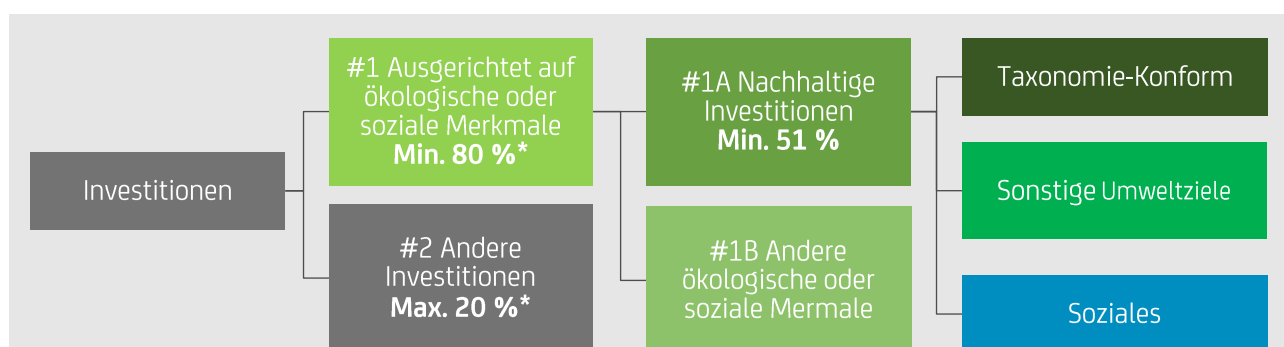 Investitionen
#1 Ausgerichtet auf
ökologische oder
soziale Merkmale
Min. 80 %*
#2 Andere
Investitionen
Max. 20 %*
#1A Nachhaltige
Investitionen
Min. 51 %
#1B Andere
ökologische oder
soziale Mermale
Taxonomie-Konform
Sonstige Umweltziele
Soziales